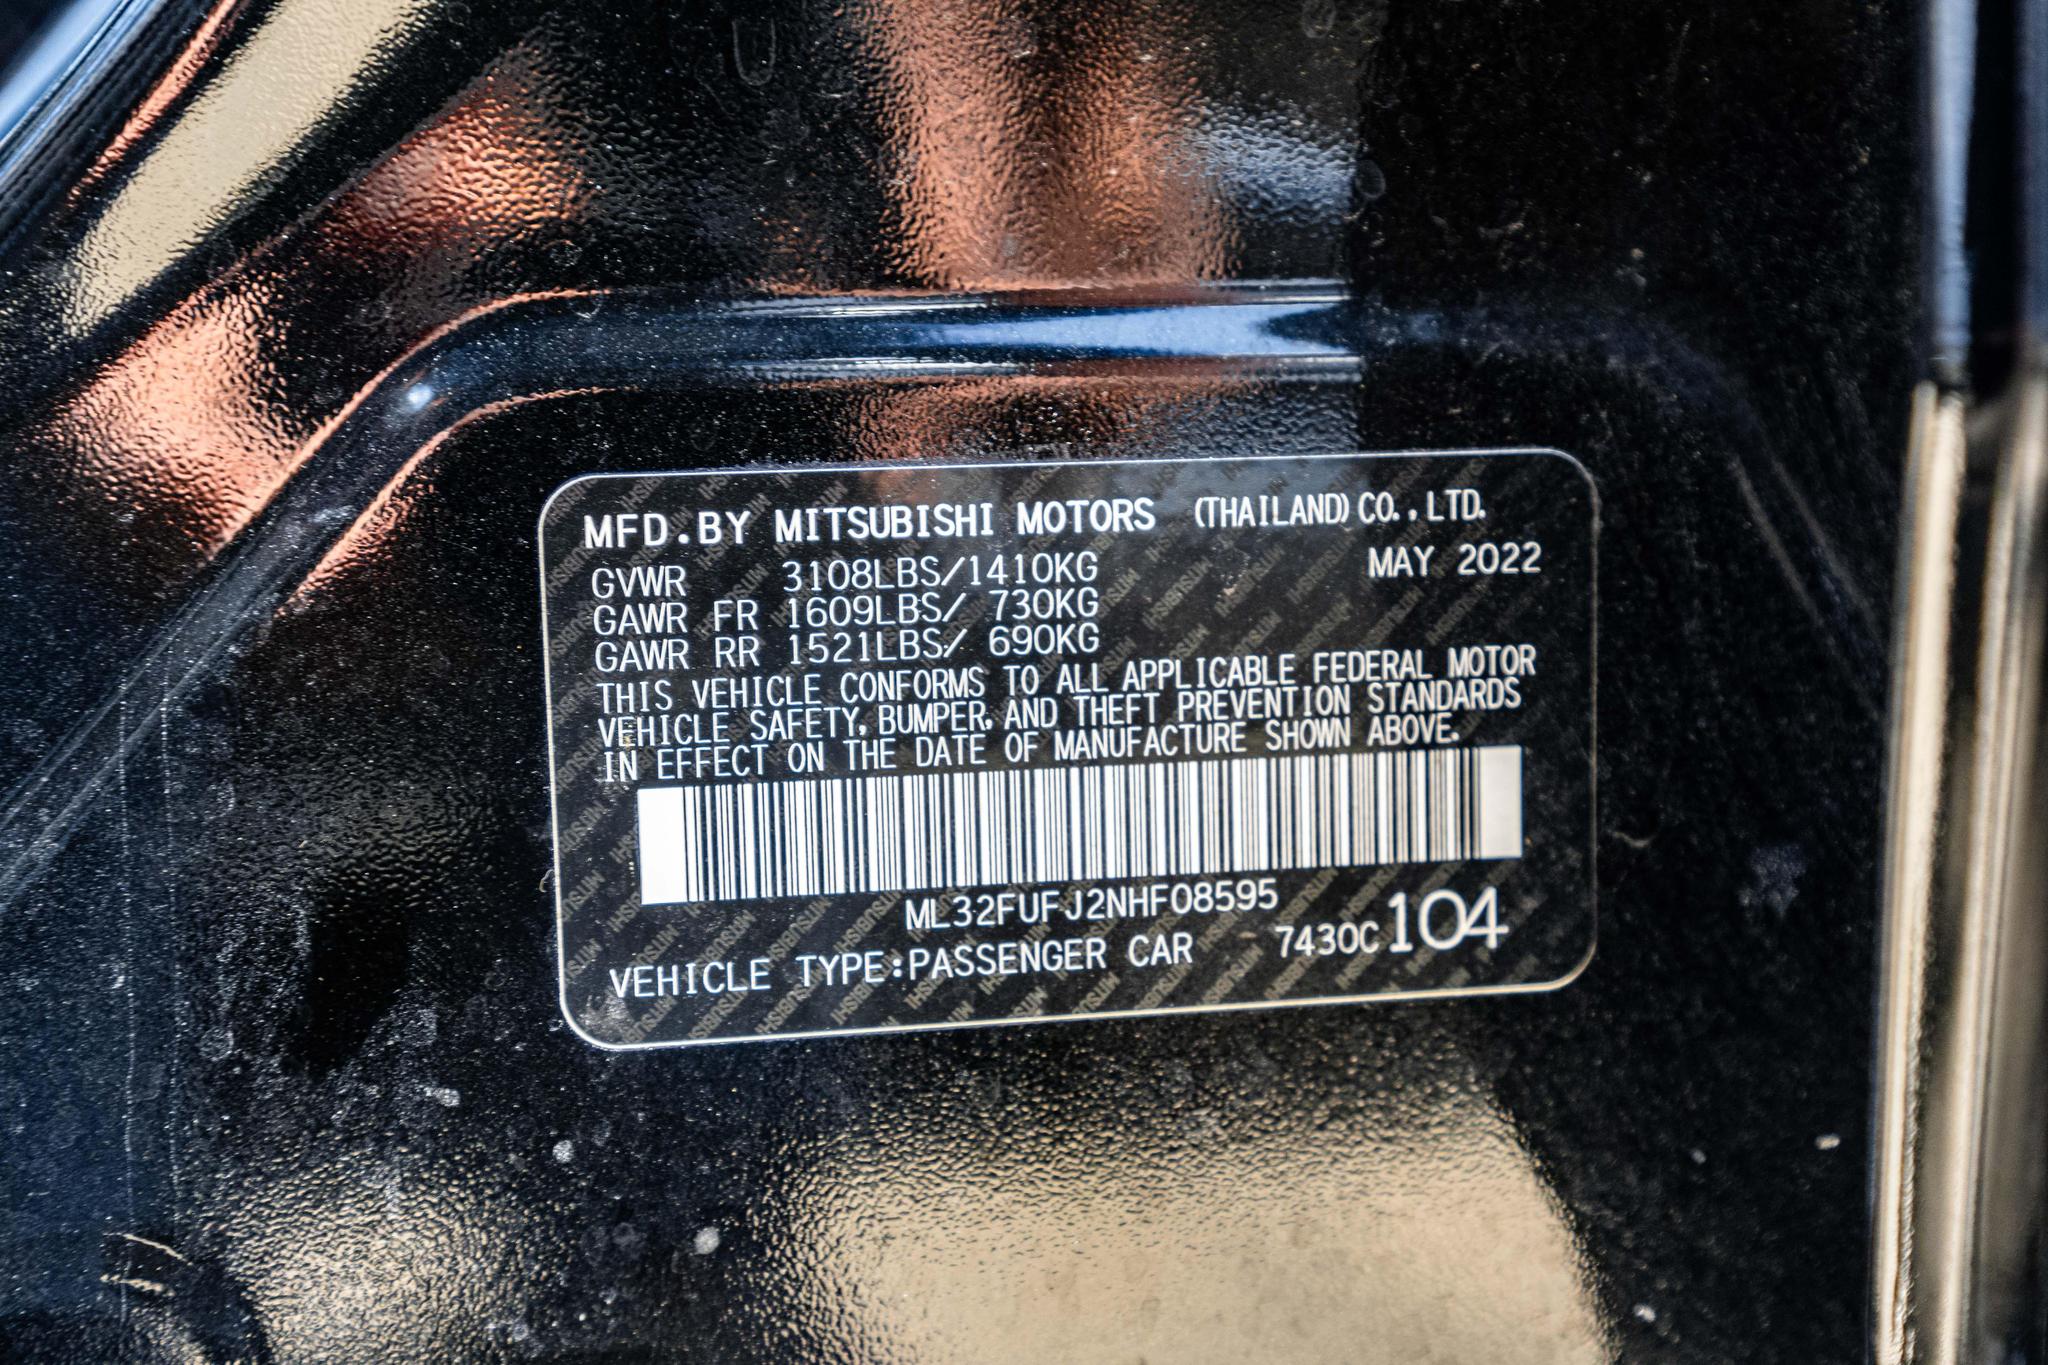 MFD.BY MITSUBISHI MOTORS (THAILAND)CO.,LTD.
MAY 2022
GVWR 3108LBS/1410KG
GAWR FR 1609LBS/ 730KG
GAWR RR 1521LBS/ 690KG
THIS VEHICLE CONFORMS TO ALL APPLICABLE FEDERAL MOTOR
VEHICLE SAFETY, BUMPER, AND THEFT PREVENTION STANDARDS
IN EFFECT ON THE DATE OF MANUFACTURE SHOWN ABOVE.
ML32FUFJ2NHF08595
VEHICLE TYPE:PASSENGER CAR 7430C 104